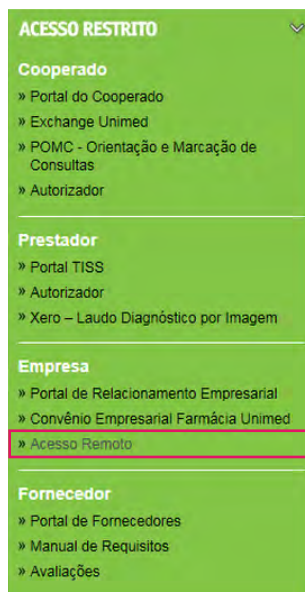 ACESSO RESTRITO
Cooperado
» Portal do Cooperado
» Exchange Unimed
» POMC - Orientação e Marcação de
Consultas
» Autorizador
Prestador
» Portal TISS
» Autorizador
» Xero – Laudo Diagnóstico por Imagem
Empresa
» Portal de Relacionamento Empresarial
» Convênio Empresarial Farmácia Unimed
» Acesso Remoto
Fornecedor
» Portal de Fornecedores
» Manual de Requisitos
» Avaliações